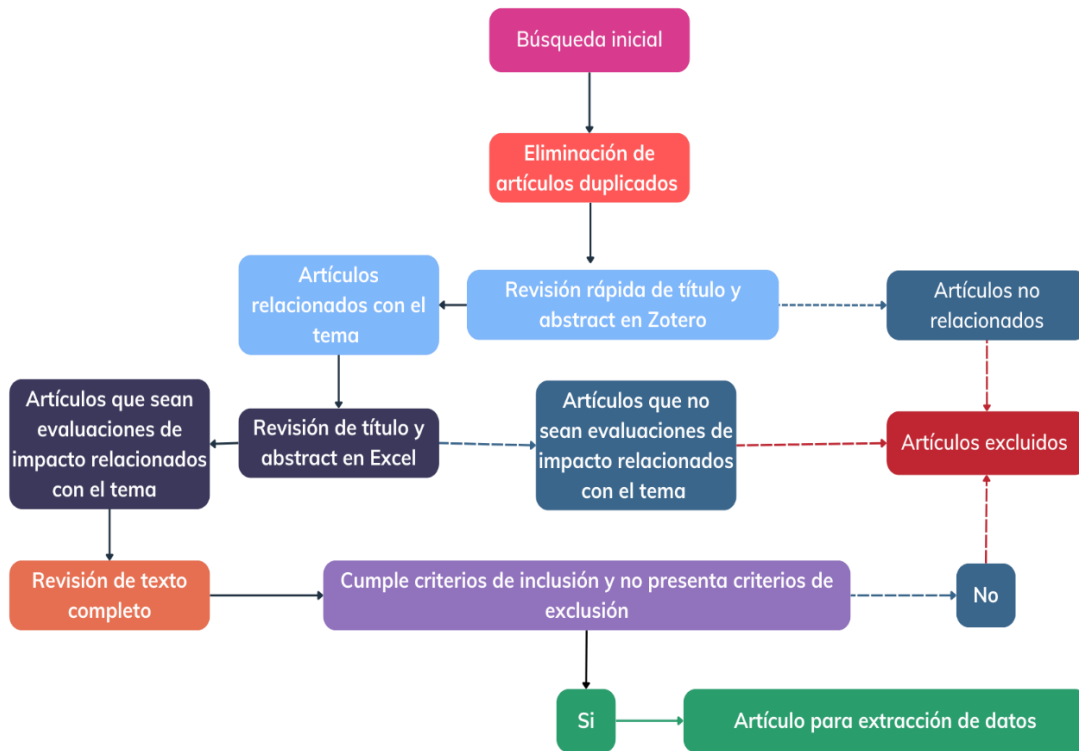 Búsqueda inicial
Eliminación de
artículos duplicados
Artículos
relacionados con el
tema
Revisión rápida de título y
abstract en Zotero
Artículos no
relacionados
Artículos que sean
evaluaciones de
impacto relacionados
con el tema
Revisión de título y
abstract en Excel
Artículos que no
sean evaluaciones de
impacto relacionados
con el tema
Artículos excluidos
Revisión de texto
completo
Cumple criterios de inclusión y no presenta criterios de
exclusión
No
Si
Artículo para extracción de datos